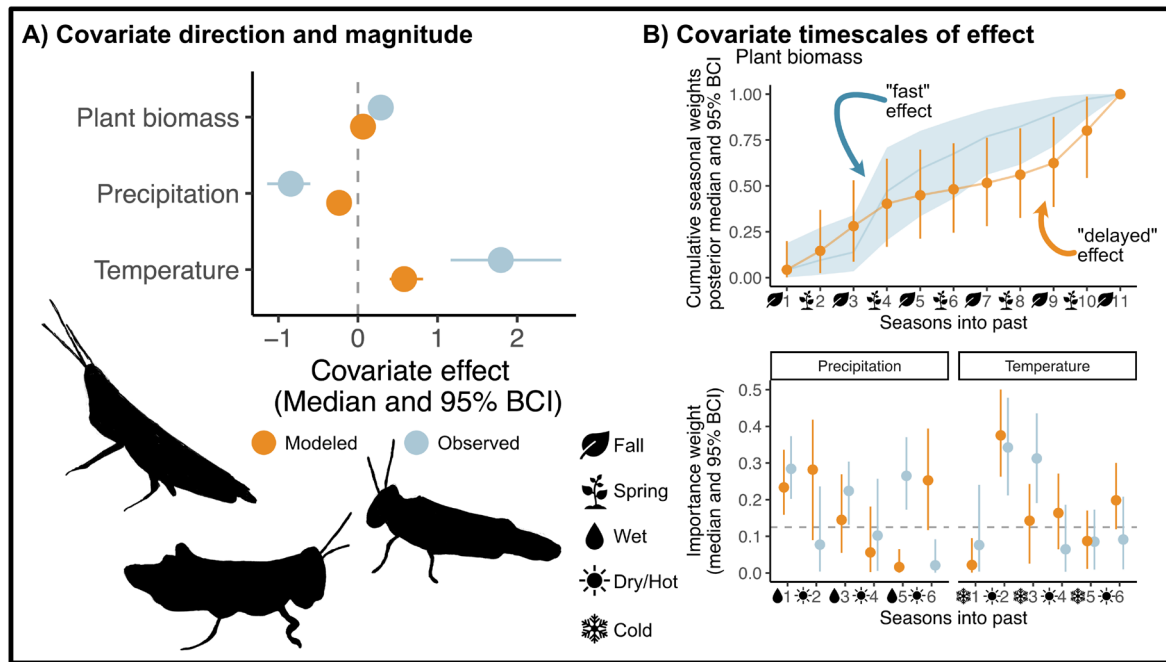 A) Covariate direction and magnitude
Plant biomass
Precipitation
Temperature
−1
0
1
2
Covariate effect
(Median and 95% BCI)
Modeled
Observed
Fall
Spring
Wet
Dry/Hot
Cold
B) Covariate timescales of effect
Plant biomass
Cumulative seasonal weights
posterior median and 95% BCI
1.00
0.75
0.50
0.25
0.00
"fast"
effect
"delayed"
effect
1 2 3 4 5 6 7 8 9 10 11
Seasons into past
Precipitation
Temperature
Importance weight
(median and 95% BCI)
0.5
0.4
0.3
0.2
0.1
0.0
1 2 3 4 5 6
1 2 3 4 5 6
Seasons into past